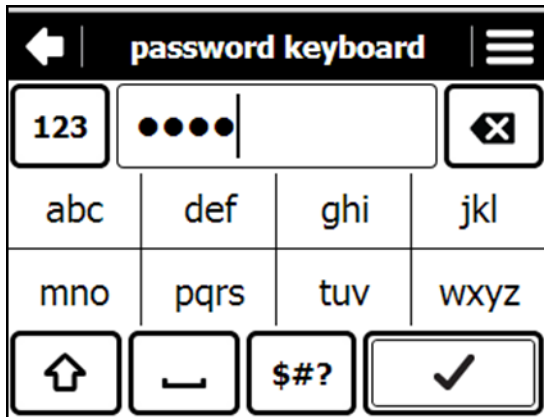 password keyboard
123 ••••
abc def ghi jkl
mno pqrs tuv wxyz
$#?